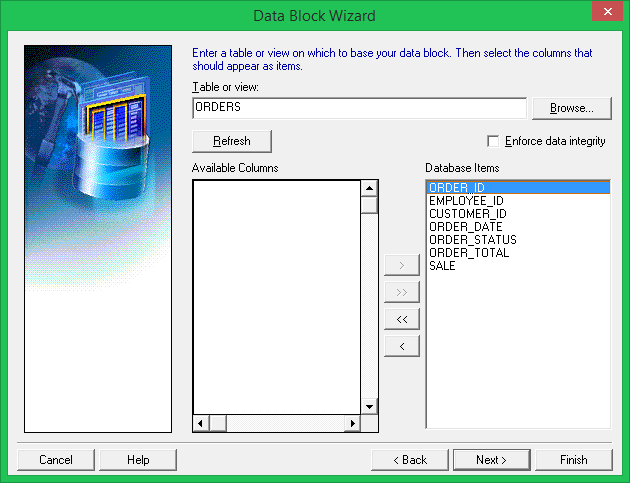 Data Block Wizard
Enter a table or view on which to base your data block. Then select the columns that
should appear as items.
Table or view:
ORDERS
Browse...
Refresh
Enforce data integrity
Available Columns
Database Items
ORDER_ID
EMPLOYEE_ID
CUSTOMER_ID
ORDER_DATE
ORDER_STATUS
ORDER_TOTAL
SALE
>
>>
<<
<
Cancel
Help
< Back
Next >
Finish